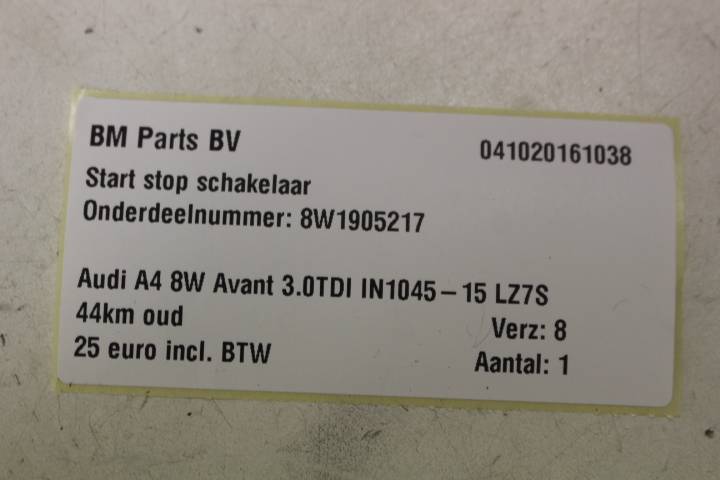 BM Parts BV 041020161038
Start stop schakelaar
Onderdeelnummer: 8W1905217
Audi A4 8W Avant 3.0TDI IN1045-15 LZ7S
44km oud Verz: 8
25 euro incl. BTW Aantal: 1